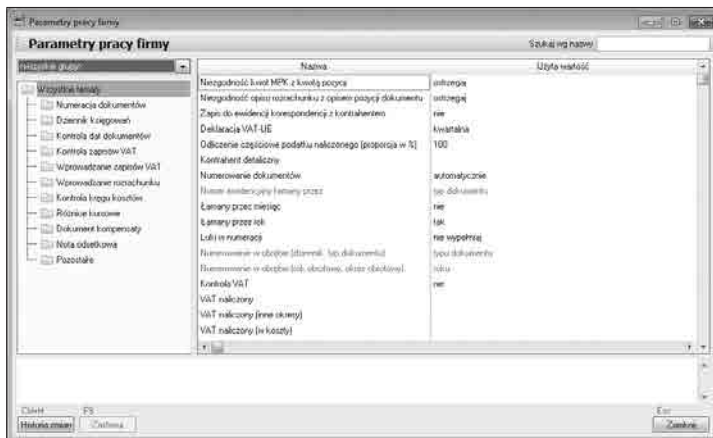 Parametry pracy firmy
Parametry pracy firmy
Szukaj wg nazwy
<wszystkie grupy>
Nazwa Użyta wartość
Wszystkie tematy
Numeracja dokumentów
Dziennik księgowań
Kontrola dat dokumentów
Kontrola zapisów VAT
Wprowadzanie zapisów VAT
Wprowadzanie rozrachunku
Kontrola kręgu kosztów
Różnice kursowe
Dokument kompensaty
Nota odsetkowa
Pozostałe
Niezgodność kwot MPK z kwotą pozycji ostrzegaj
Niezgodność opisu rozrachunku z opisem pozycji dokumentu ostrzegaj
Zapis do ewidencji korespondencji z kontrahentem nie
Deklaracja VAT-UE kwartalna
Odliczenie częściowe podatku naliczonego (proporcja w %) 100
Kontrahent detaliczny
Numerowanie dokumentów automatycznie
Numer ewidencyjny łamany przez typ dokumentu
Łamany przez miesiąc nie
Łamany przez rok tak
Luki w numeracji nie wypełniaj
Numerowanie w obrębie (dziennik, typ dokumentu) typu dokumentu
Numerowanie w obrębie (rok obrotowy, okres obrotowy) roku
Kontrola VAT nie
VAT naliczony
VAT naliczony (inne okresy)
VAT naliczony (w koszty)
Ctrl+H F9 Esc
Historia zmian Zastosuj Zamknij